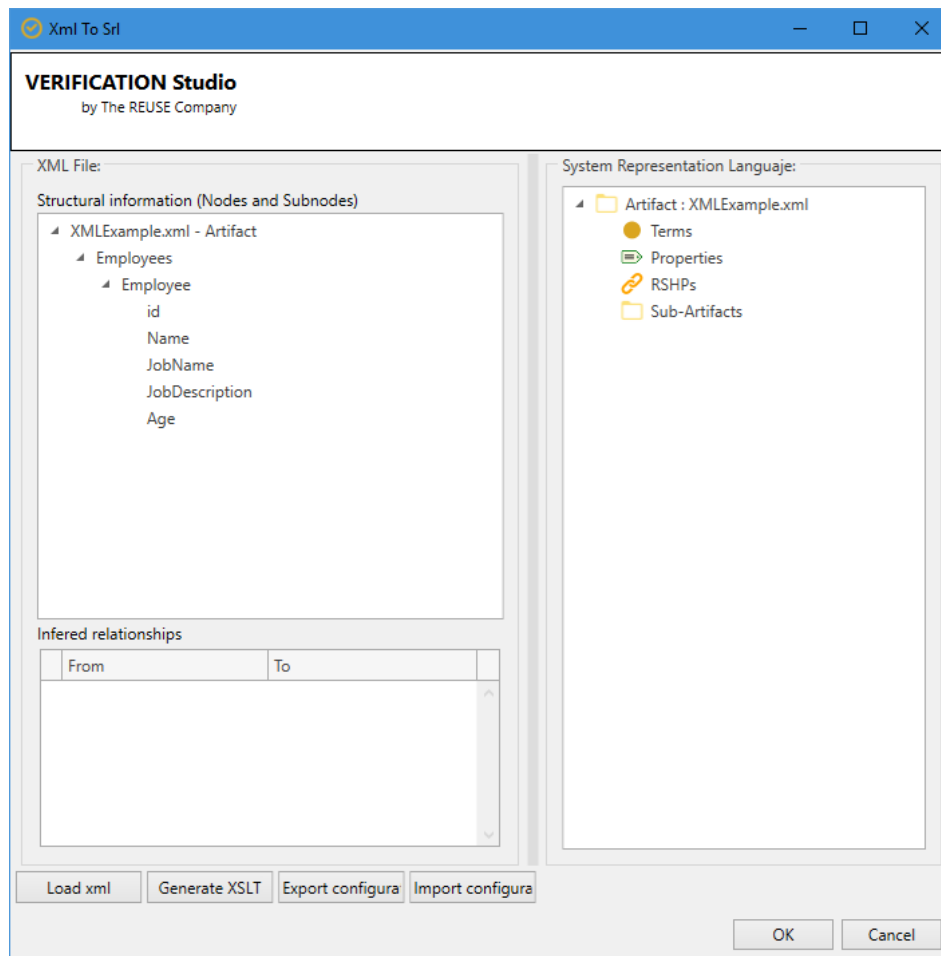 Xml To Srl
VERIFICATION Studio
by The REUSE Company
XML File:
Structural information (Nodes and Subnodes)
XMLExample.xml - Artifact
Employees
Employee
id
Name
JobName
JobDescription
Age
Infered relationships
From To
Load xml Generate XSLT Export configura Import configura
System Representation Languaje:
Artifact : XMLExample.xml
Terms
Properties
RSHPs
Sub-Artifacts
OK Cancel